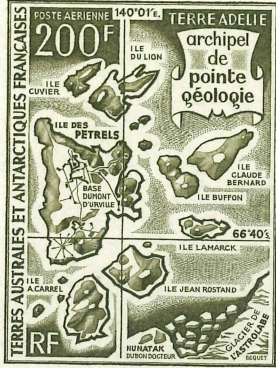 POSTE AERIENNE
200F
140°01'E.
TERRE ADELIE
archipel
de
pointe
géologie
TERRES AUSTRALES ET ANTARCTIQUES FRANÇAISES
ILE
DU LION
ILE
CUVIER
ILE DES
PETRELS
BASE
DUMONT
D'URVILLE
ILE
CLAUDE
BERNARD
ILE BUFFON
66°40's
ILE LAMARCK
ILE
A.CARREL
ILE JEAN ROSTAND
NUNATAK
DU BON DOCTEUR
GLACIER DE
L'ASTROLABE
RF
BEQUET